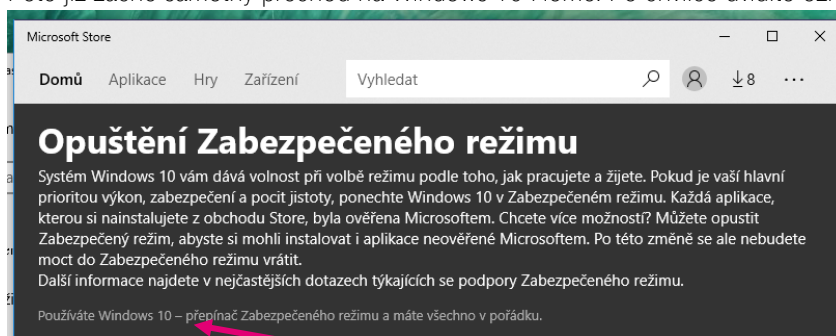 Microsoft Store
Domů Aplikace Hry Zařízení Vyhledat 8
Opuštění Zabezpečeného režimu
Systém Windows 10 vám dává volnost při volbě režimu podle toho, jak pracujete a žijete. Pokud je vaší hlavní
prioritou výkon, zabezpečení a pocit jistoty, ponechte Windows 10 v Zabezpečeném režimu. Každá aplikace,
kterou si nainstalujete z obchodu Store, byla ověřena Microsoftem. Chcete více možností? Můžete opustit
Zabezpečený režim, abyste si mohli instalovat i aplikace neověřené Microsoftem. Po této změně se ale nebudete
moct do Zabezpečeného režimu vrátit.
Další informace najdete v nejčastějších dotazech týkajících se podpory Zabezpečeného režimu.
Používáte Windows 10 – přepínač Zabezpečeného režimu a máte všechno v pořádku.